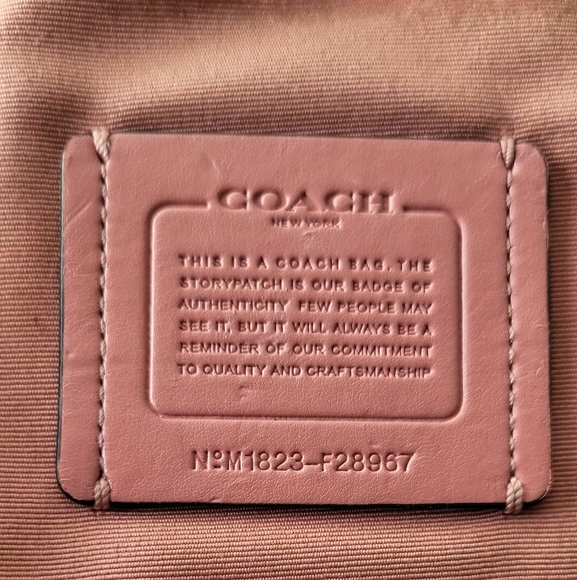 COACH
NEW YORK
THIS IS A COACH BAG. THE
STORYPATCH IS OUR BADGE OF
AUTHENTICITY FEW PEOPLE MAY
SEE IT, BUT IT WILL ALWAYS BE A
REMINDER OF OUR COMMITMENT
TO QUALITY AND CRAFTSMANSHIP
NºM1823-F28967